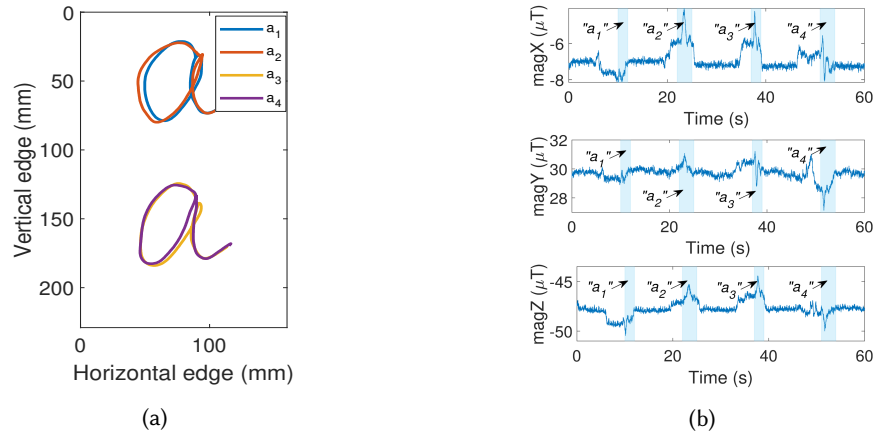 0
50
100
150
200
Vertical edge (mm)
0
100
Horizontal edge (mm)
a1
a2
a3
a4
(a)
-6
-8
magX (μT)
"a1"
"a2"
"a3"
"a4"
0
20
40
60
Time (s)
32
30
28
magY (μT)
"a1"
"a2"
"a3"
"a4"
0
20
40
60
Time (s)
-45
-50
magZ (μT)
"a1"
"a2"
"a3"
"a4"
0
20
40
60
Time (s)
(b)